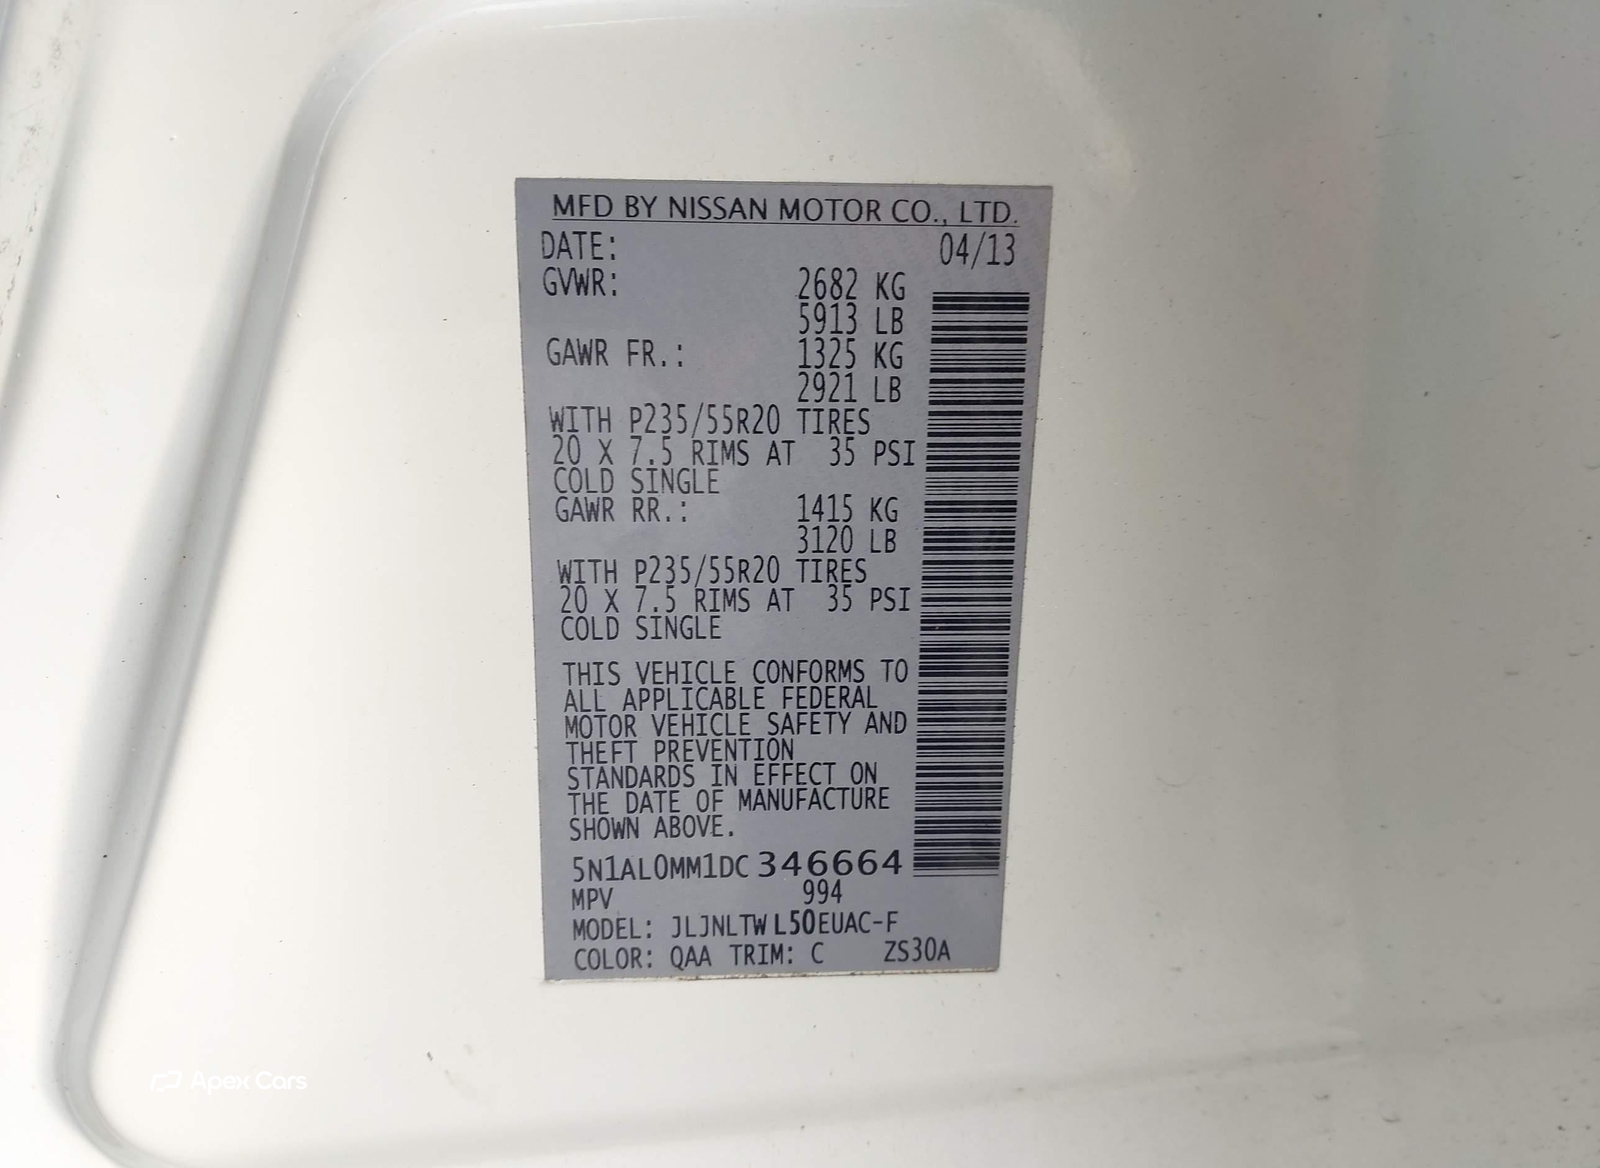 MFD BY NISSAN MOTOR CO., LTD.
DATE: 04/13
GVWR: 2682 KG
5913 LB
GAWR FR.: 1325 KG
2921 LB
WITH P235/55R20 TIRES
20 X 7.5 RIMS AT 35 PSI
COLD SINGLE
GAWR RR.: 1415 KG
3120 LB
WITH P235/55R20 TIRES
20 X 7.5 RIMS AT 35 PSI
COLD SINGLE
THIS VEHICLE CONFORMS TO
ALL APPLICABLE FEDERAL
MOTOR VEHICLE SAFETY AND
THEFT PREVENTION
STANDARDS IN EFFECT ON
THE DATE OF MANUFACTURE
SHOWN ABOVE.
5N1AL0MM1DC346664
MPV 994
MODEL: JLJNLTWL50EUAC-F
COLOR: QAA TRIM: C ZS30A
Apex Cars